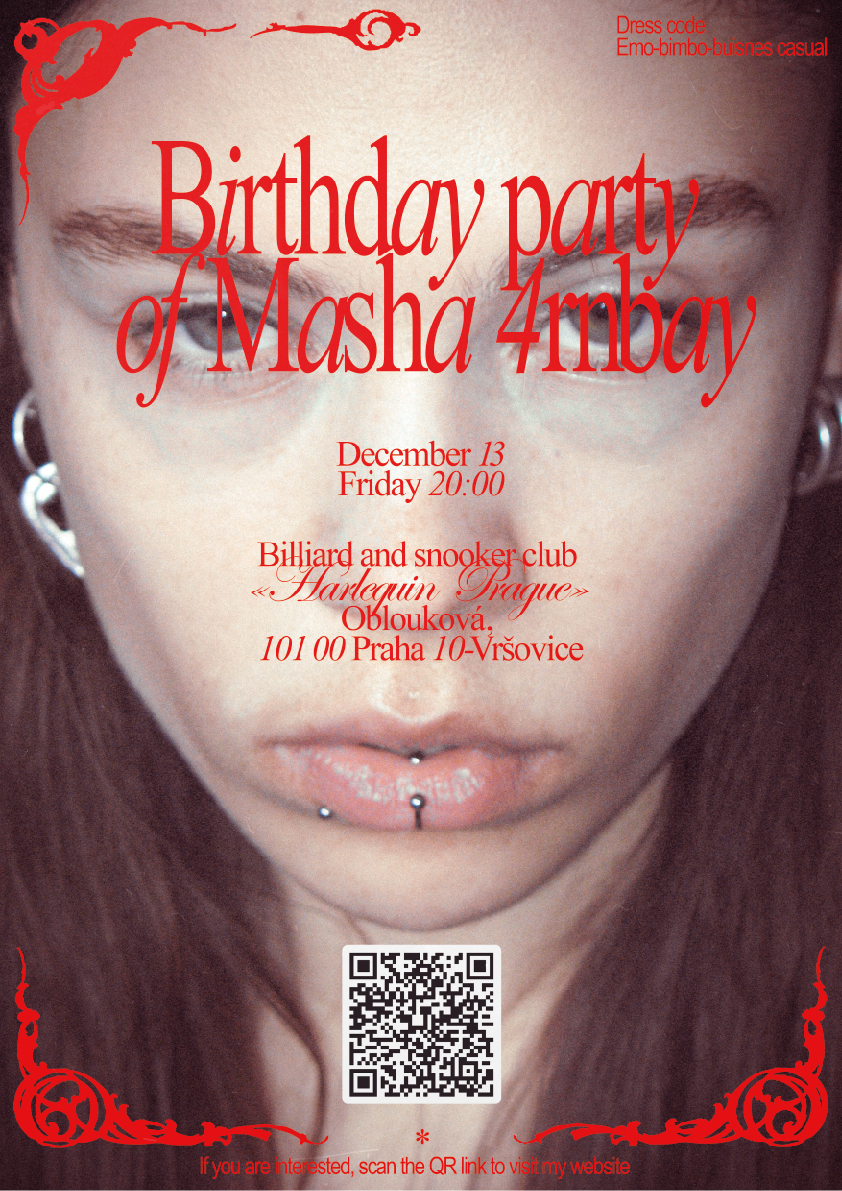 Dress code
Emo-bimbo-buisnes casual
Birthday party
of Masha 4rnbay
December 13
Friday 20:00
Billiard and snooker club
«Harlequin Prague»
Oblouková,
101 00 Praha 10-Vršovice
*
If you are interested, scan the QR link to visit my website